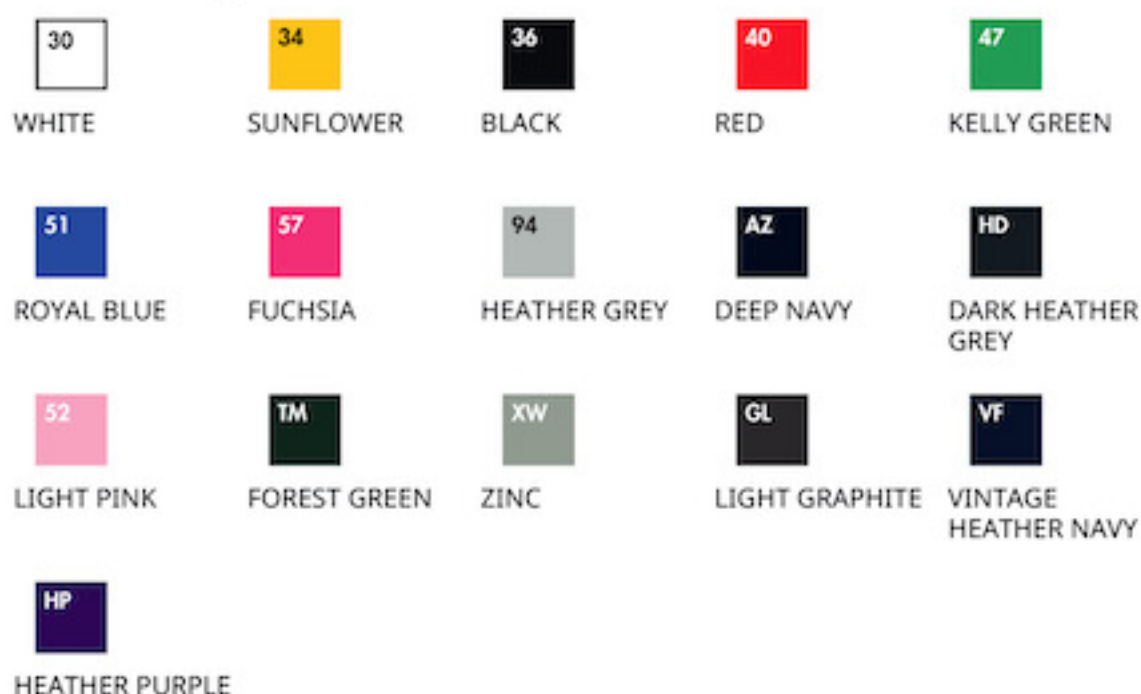 30 34 36 40 47
WHITE SUNFLOWER BLACK RED KELLY GREEN
51 57 94 AZ HD
ROYAL BLUE FUCHSIA HEATHER GREY DEEP NAVY DARK HEATHER
GREY
52 TM XW GL VF
LIGHT PINK FOREST GREEN ZINC LIGHT GRAPHITE VINTAGE
HEATHER NAVY
HP
HEATHER PURPLE